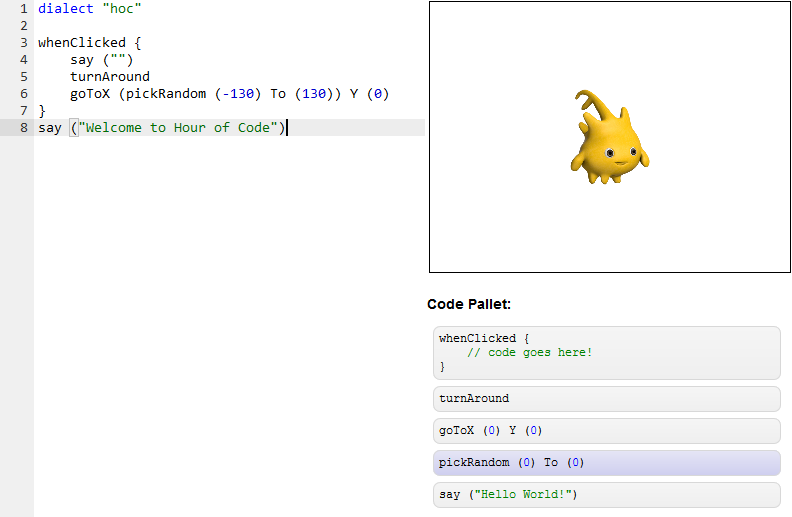 1 dialect "hoc"
2
3 whenClicked {
4     say ("")
5     turnAround
6     goToX (pickRandom (-130) To (130)) Y (0)
7 }
8 say ("Welcome to Hour of Code")
Code Pallet:
whenClicked {
    // code goes here!
}
turnAround
goToX (0) Y (0)
pickRandom (0) To (0)
say ("Hello World!")